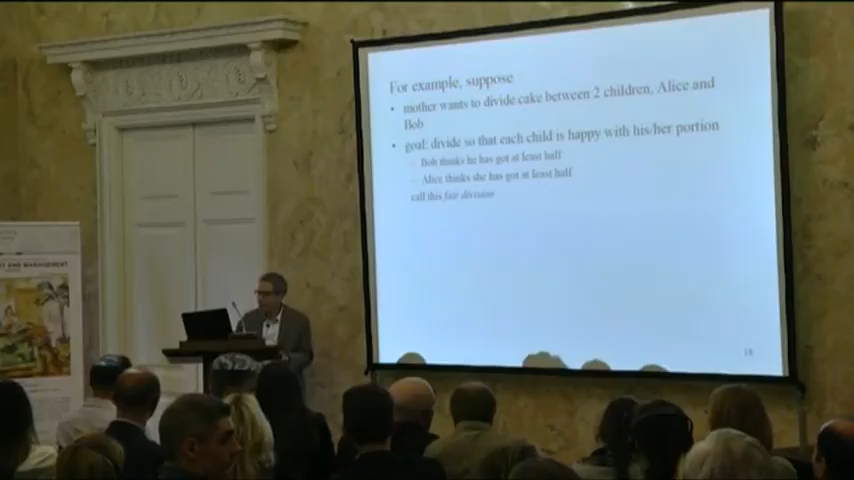 For example, suppose
• mother wants to divide cake between 2 children, Alice and
Bob
• goal: divide so that each child is happy with his/her portion
- Bob thinks he has got at least half
- Alice thinks she has got at least half
call this fair division
18
AND MANAGEMENT